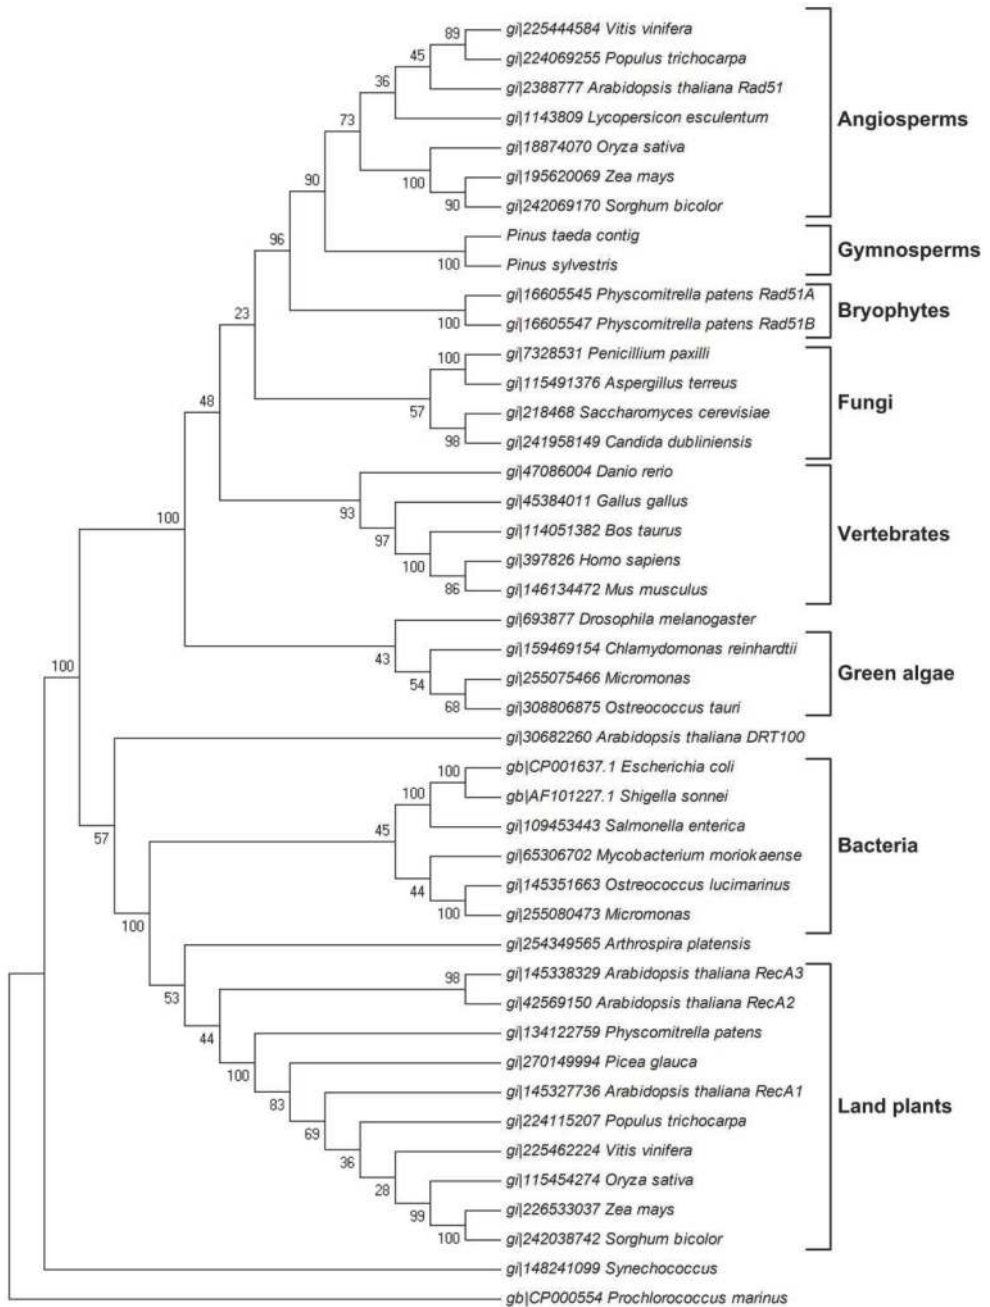 89
gi|225444584 Vitis vinifera
45
gi|224069255 Populus trichocarpa
36
gi|2388777 Arabidopsis thaliana Rad51
73
gi|1143809 Lycopersicon esculentum
Angiosperms
gi|18874070 Oryza sativa
100
gi|195620069 Zea mays
90
90
gi|242069170 Sorghum bicolor
96
Pinus taeda contig
100
Pinus sylvestris
Gymnosperms
gi|16605545 Physcomitrella patens Rad51A
23
100
gi|16605547 Physcomitrella patens Rad51B
Bryophytes
100
gi|7328531 Penicillium paxilli
gi|115491376 Aspergillus terreus
48
57
gi|218468 Saccharomyces cerevisiae
Fungi
98
gi|241958149 Candida dubliniensis
gi|47086004 Danio rerio
93
gi|45384011 Gallus gallus
100
97
gi|114051382 Bos taurus
Vertebrates
100
gi|397826 Homo sapiens
86
gi|146134472 Mus musculus
gi|693877 Drosophila melanogaster
43
gi|159469154 Chlamydomonas reinhardtii
100
54
gi|255075466 Micromonas
Green algae
68
gi|308806875 Ostreococcus tauri
gi|30682260 Arabidopsis thaliana DRT100
100
gb|CP001637.1 Escherichia coli
100
gb|AF101227.1 Shigella sonnei
45
gi|109453443 Salmonella enterica
57
Bacteria
gi|65306702 Mycobacterium moriokaense
44
gi|145351663 Ostreococcus lucimarinus
100
100
gi|255080473 Micromonas
gi|254349565 Arthrospira platensis
98
gi|145338329 Arabidopsis thaliana RecA3
53
gi|42569150 Arabidopsis thaliana RecA2
44
gi|134122759 Physcomitrella patens
100
gi|270149994 Picea glauca
83
gi|145327736 Arabidopsis thaliana RecA1
Land plants
69
gi|224115207 Populus trichocarpa
36
gi|225462224 Vitis vinifera
28
gi|115454274 Oryza sativa
99
gi|226533037 Zea mays
100
gi|242038742 Sorghum bicolor
gi|148241099 Synechococcus
gb|CP000554 Prochlorococcus marinus